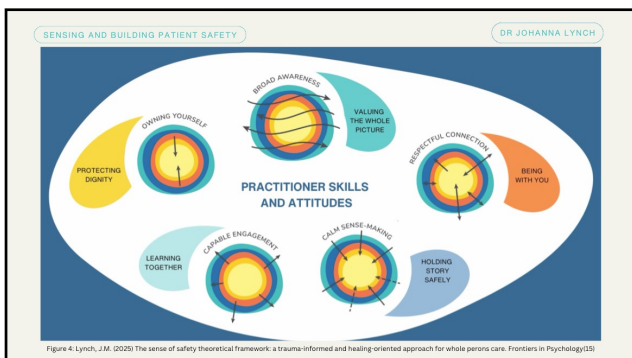 SENSING AND BUILDING PATIENT SAFETY
DR JOHANNA LYNCH
BROAD AWARENESS
VALUING
THE WHOLE
PICTURE
OWNING YOURSELF
PROTECTING
DIGNITY
RESPECTFUL CONNECTION
BEING
WITH YOU
PRACTITIONER SKILLS
AND ATTITUDES
CAPABLE ENGAGEMENT
LEARNING
TOGETHER
CALM SENSE-MAKING
HOLDING
STORY
SAFELY
Figure 4: Lynch, J.M. (2025) The sense of safety theoretical framework: a trauma-informed and healing-oriented approach for whole perons care. Frontiers in Psychology(15)